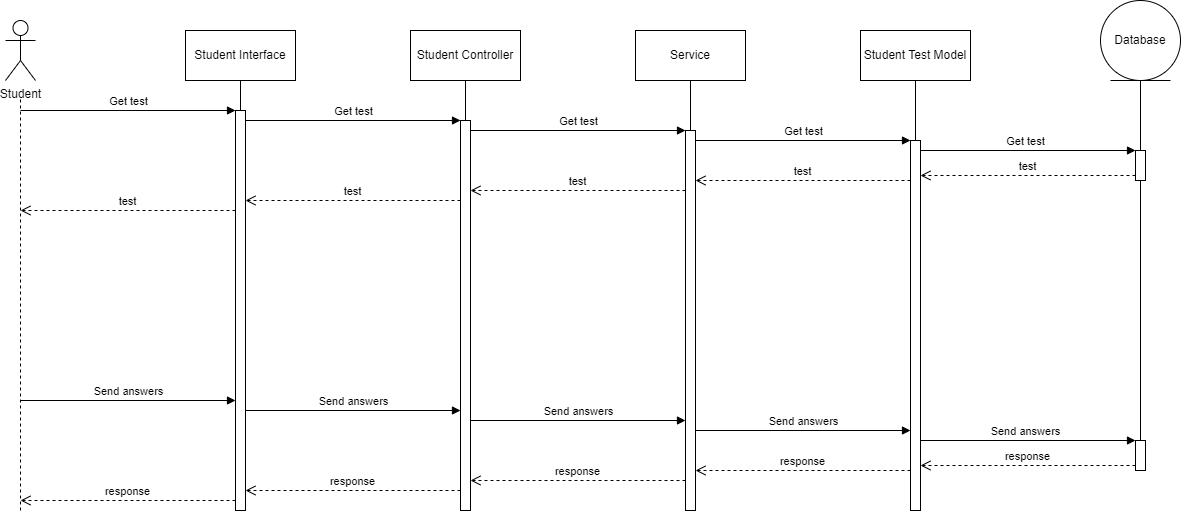 Student Interface
Student Controller
Service
Student Test Model
Database
Student
Get test
Get test
Get test
Get test
Get test
test
test
test
test
test
Send answers
Send answers
Send answers
Send answers
Send answers
response
response
response
response
response